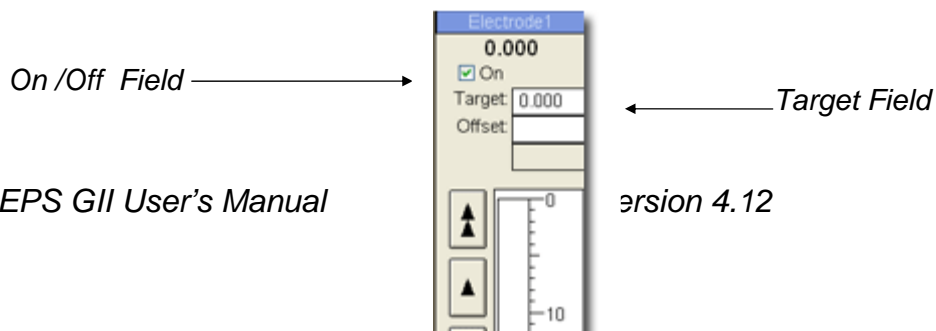 Electrode1
0.000
On /Off Field
On
Target: 0.000
Target Field
Offset:
EPS GII User's Manual
ersion 4.12
0
10